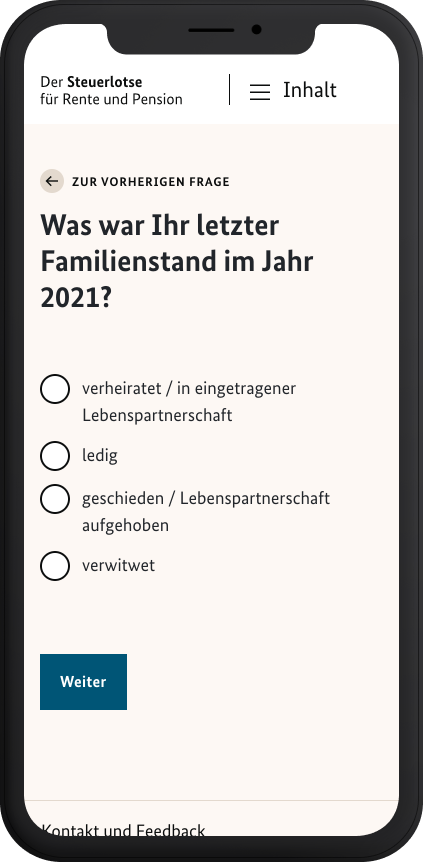 Der Steuerlotse
für Rente und Pension
Inhalt
ZUR VORHERIGEN FRAGE
Was war Ihr letzter
Familienstand im Jahr
2021?
verheiratet / in eingetragener
Lebenspartnerschaft
ledig
geschieden / Lebenspartnerschaft
aufgehoben
verwitwet
Weiter
Kontakt und Feedback